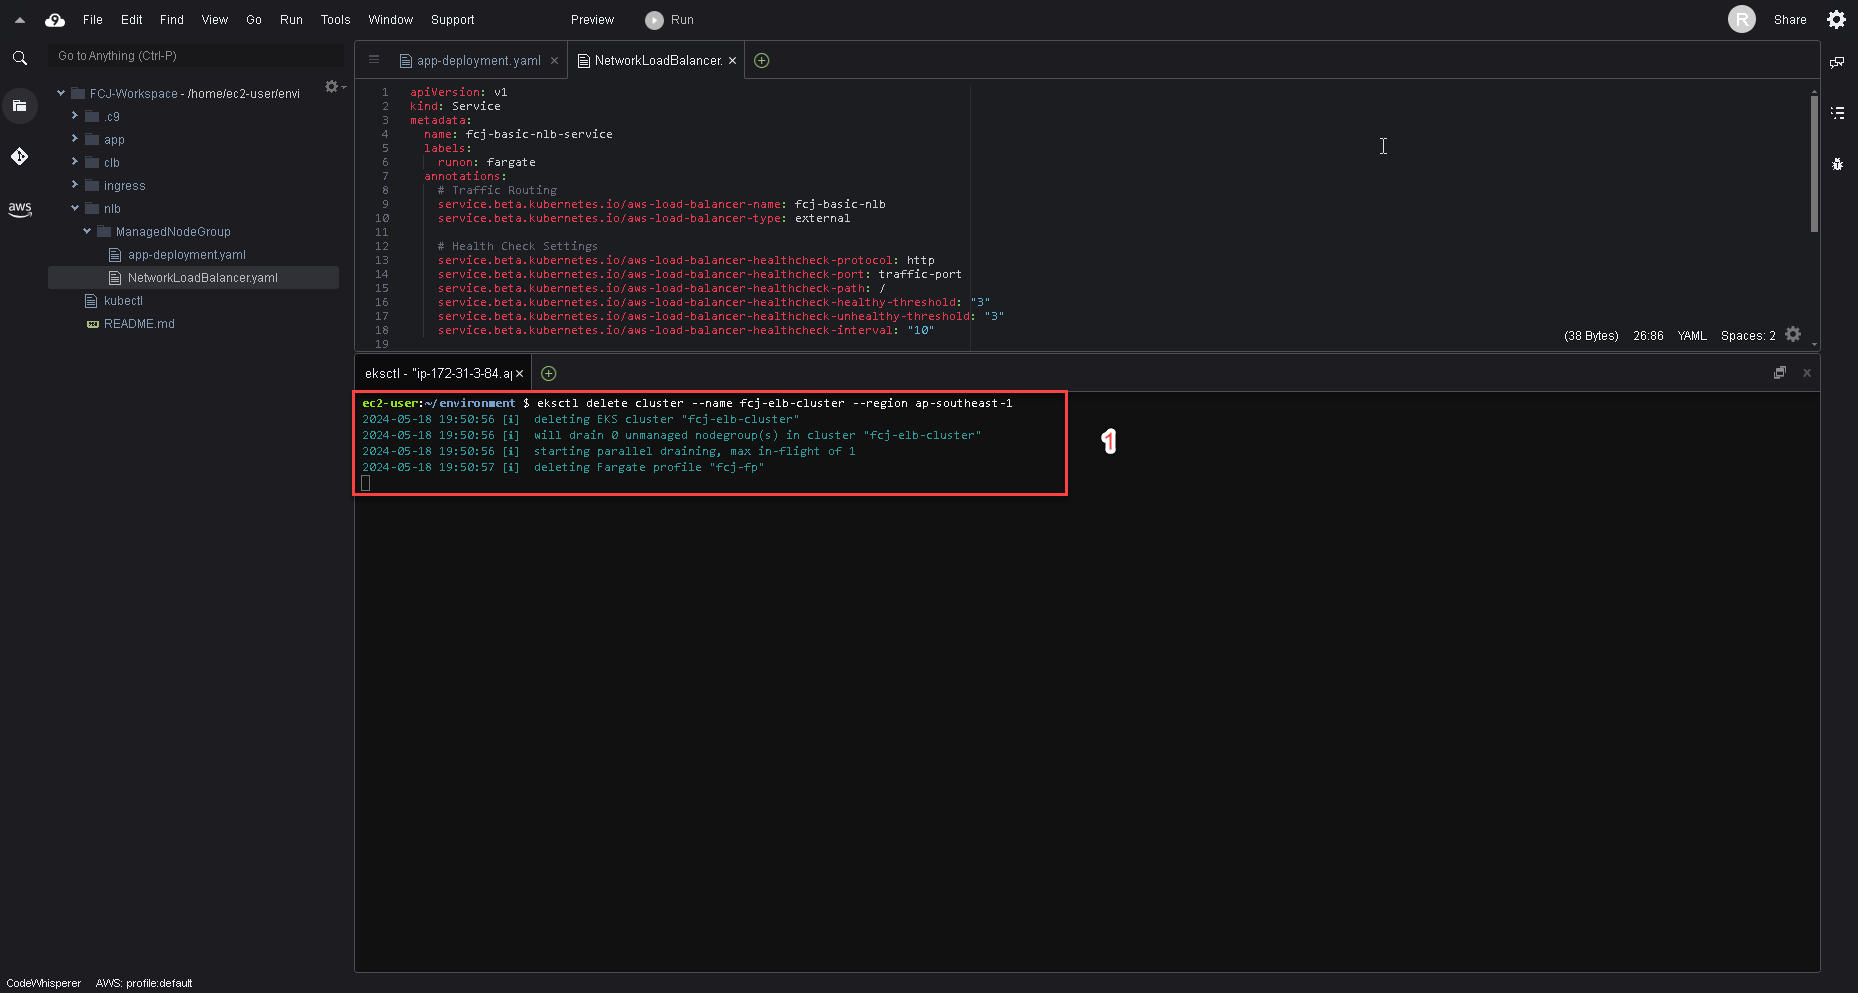 File Edit Find View Go Run Tools Window Support Preview Run R Share
Go to Anything (Ctrl-P)
FCJ-Workspace - /home/ec2-user/envi
.c9
app
clb
ingress
nlb
ManagedNodeGroup
app-deployment.yaml
NetworkLoadBalancer.yaml
kubectl
README.md
aws
app-deployment.yaml NetworkLoadBalancer.
1 apiVersion: v1
2 kind: Service
3 metadata:
4 name: fcj-basic-nlb-service
5 labels:
6 runon: fargate
7 annotations:
8 # Traffic Routing
9 service.beta.kubernetes.io/aws-load-balancer-name: fcj-basic-nlb
10 service.beta.kubernetes.io/aws-load-balancer-type: external
11
12 # Health Check Settings
13 service.beta.kubernetes.io/aws-load-balancer-healthcheck-protocol: http
14 service.beta.kubernetes.io/aws-load-balancer-healthcheck-port: traffic-port
15 service.beta.kubernetes.io/aws-load-balancer-healthcheck-path: /
16 service.beta.kubernetes.io/aws-load-balancer-healthcheck-healthy-threshold: "3"
17 service.beta.kubernetes.io/aws-load-balancer-healthcheck-unhealthy-threshold: "3"
18 service.beta.kubernetes.io/aws-load-balancer-healthcheck-interval: "10"
19
(38 Bytes) 26:86 YAML Spaces: 2
eksctl - "ip-172-31-3-84.a
ec2-user:~/environment $ eksctl delete cluster --name fcj-elb-cluster --region ap-southeast-1
2024-05-18 19:50:56 [i] deleting EKS cluster "fcj-elb-cluster"
2024-05-18 19:50:56 [i] will drain 0 unmanaged nodegroup(s) in cluster "fcj-elb-cluster"
2024-05-18 19:50:56 [i] starting parallel draining, max in-flight of 1
2024-05-18 19:50:57 [i] deleting Fargate profile "fcj-fp"
1
CodeWhisperer AWS: profile:default